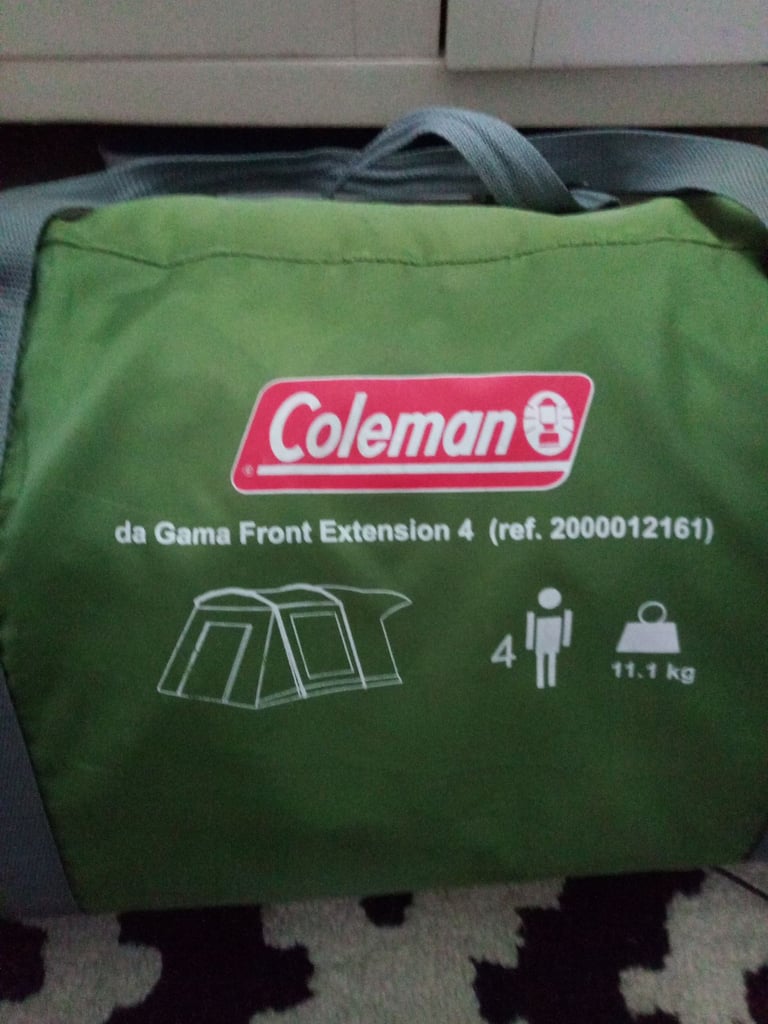 Coleman
da Gama Front Extension 4 (ref. 2000012161)
4
11.1 kg